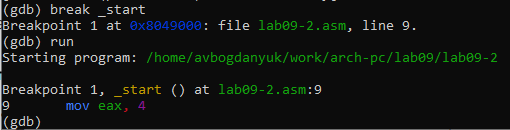 (gdb) break _start
Breakpoint 1 at 0x8049000: file lab09-2.asm, line 9.
(gdb) run
Starting program: /home/avbogdanyuk/work/arch-pc/lab09/lab09-2
Breakpoint 1, _start () at lab09-2.asm:9
9       mov eax, 4
(gdb)